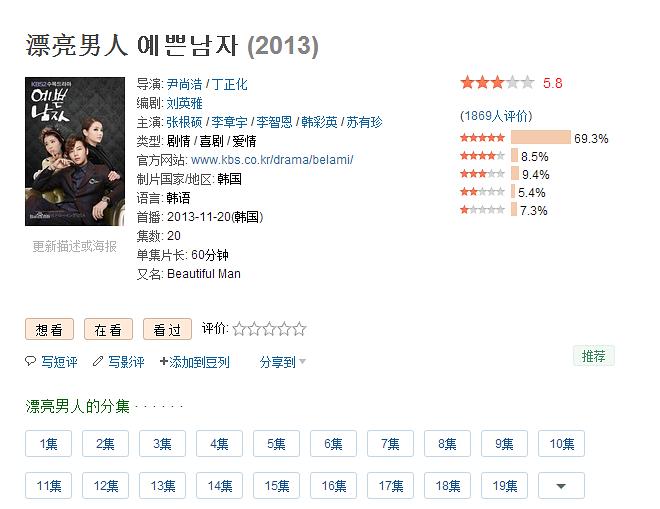 漂亮男人 예쁜남자 (2013)
KBS2 수목드라마
예쁜 남자
更新描述或海报
导演: 尹尚浩 / 丁正化
编剧: 刘英雅
主演: 张根硕 / 李章宇 / 李智恩 / 韩彩英 / 苏有珍
类型: 剧情 / 喜剧 / 爱情
官方网站: www.kbs.co.kr/drama/belami/
制片国家/地区: 韩国
语言: 韩语
首播: 2013-11-20(韩国)
集数: 20
单集片长: 60分钟
又名: Beautiful Man
5.8
(1869人评价)
69.3%
8.5%
9.4%
5.4%
7.3%
想看 在看 看过 评价:
写短评 写影评 +添加到豆列 分享到 推荐
漂亮男人的分集 · · · · · ·
1集 2集 3集 4集 5集 6集 7集 8集 9集 10集
11集 12集 13集 14集 15集 16集 17集 18集 19集